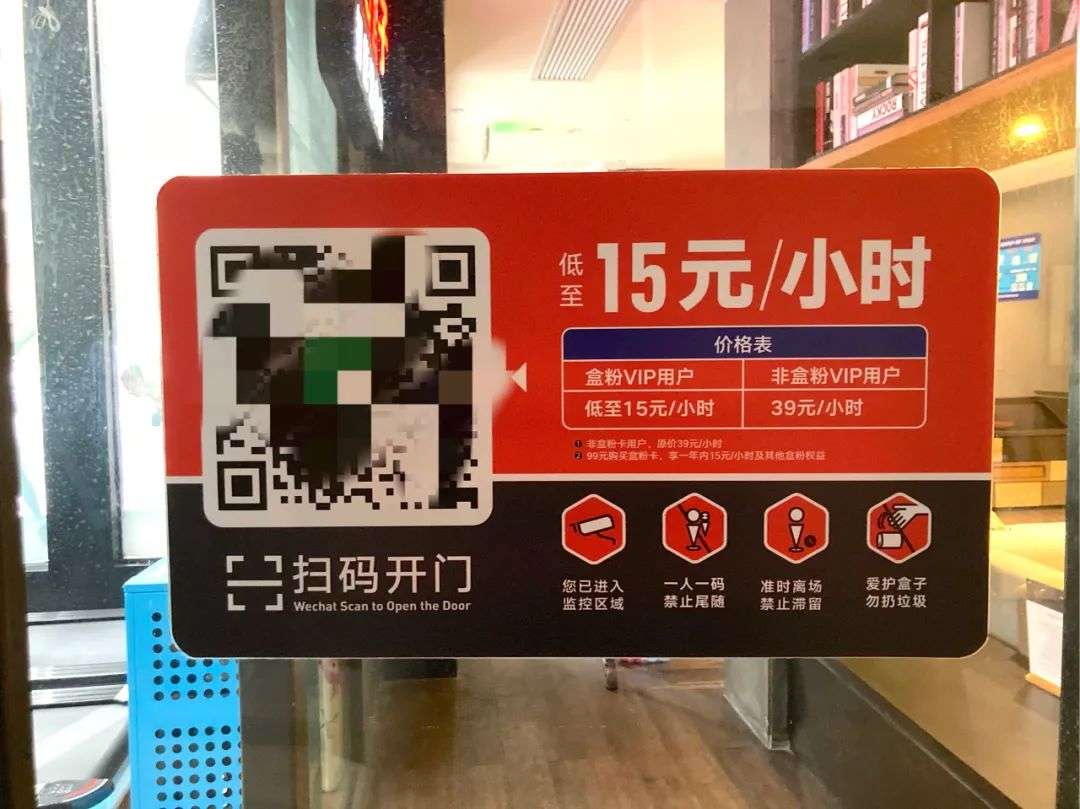 低至
15元/小时
价格表
盒粉VIP用户 非盒粉VIP用户
低至15元/小时 39元/小时
1 非盒粉卡用户，原价39元/小时
2 99元购买盒粉卡，享一年内15元/小时及其他盒粉权益
扫码开门
Wechat Scan to Open the Door
您已进入
监控区域
一人一码
禁止尾随
准时离场
禁止滞留
爱护盒子
勿扔垃圾
ROCKY